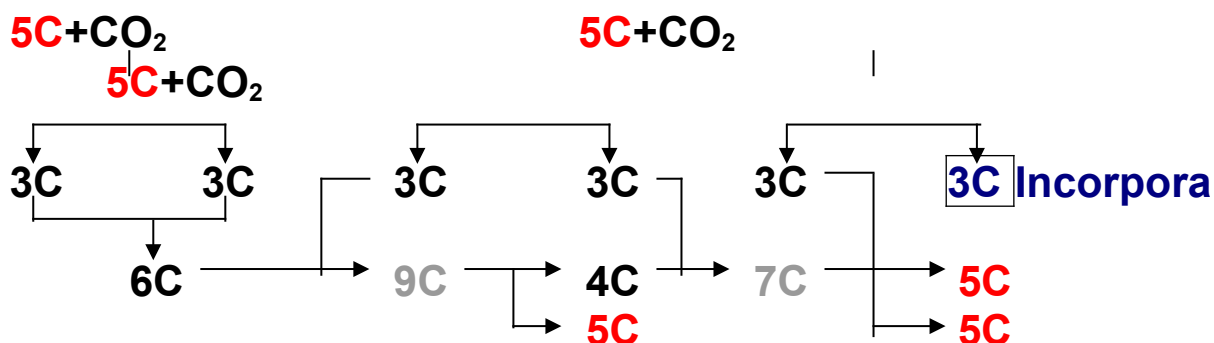 5C+CO₂ 5C+CO₂
5C+CO₂
3C 3C 3C 3C 3C 3C Incorpora
6C 9C 4C 7C 5C
5C 5C